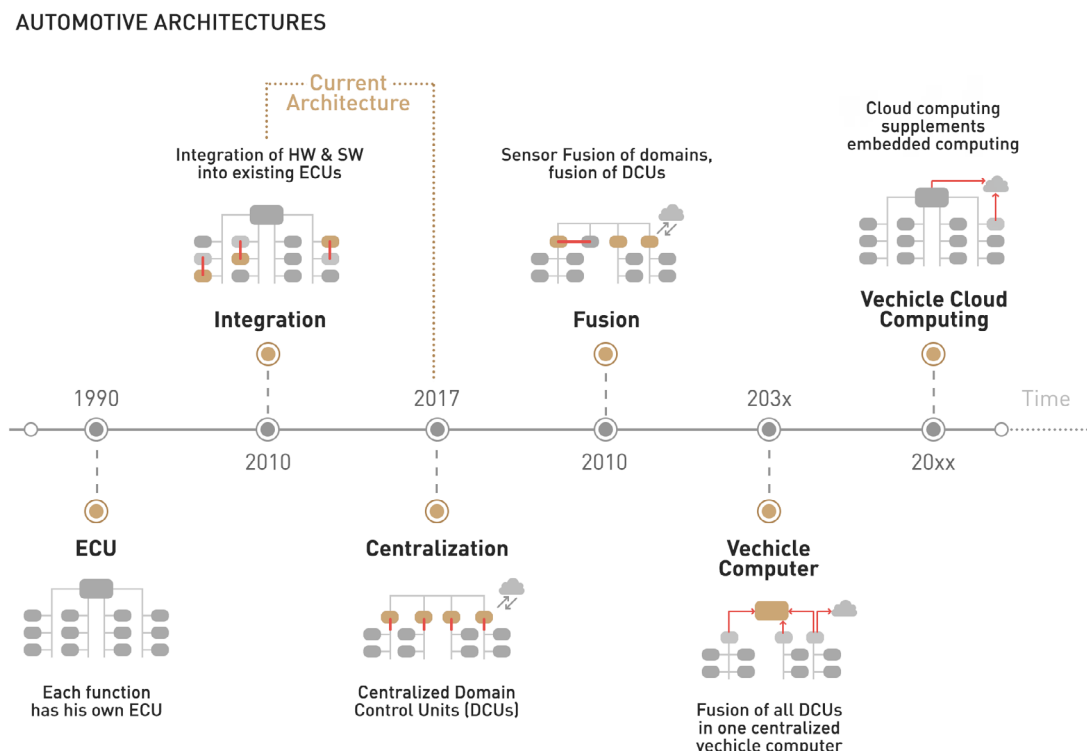 AUTOMOTIVE ARCHITECTURES
Current
Architecture
Integration of HW & SW
into existing ECUs
Integration
Sensor Fusion of domains,
fusion of DCUs
Fusion
Cloud computing
supplements
embedded computing
Vechicle Cloud
Computing
1990
2010
2017
2010
203x
20xx
Time
ECU
Each function
has his own ECU
Centralization
Centralized Domain
Control Units (DCUs)
Vechicle
Computer
Fusion of all DCUs
in one centralized
vechicle computer